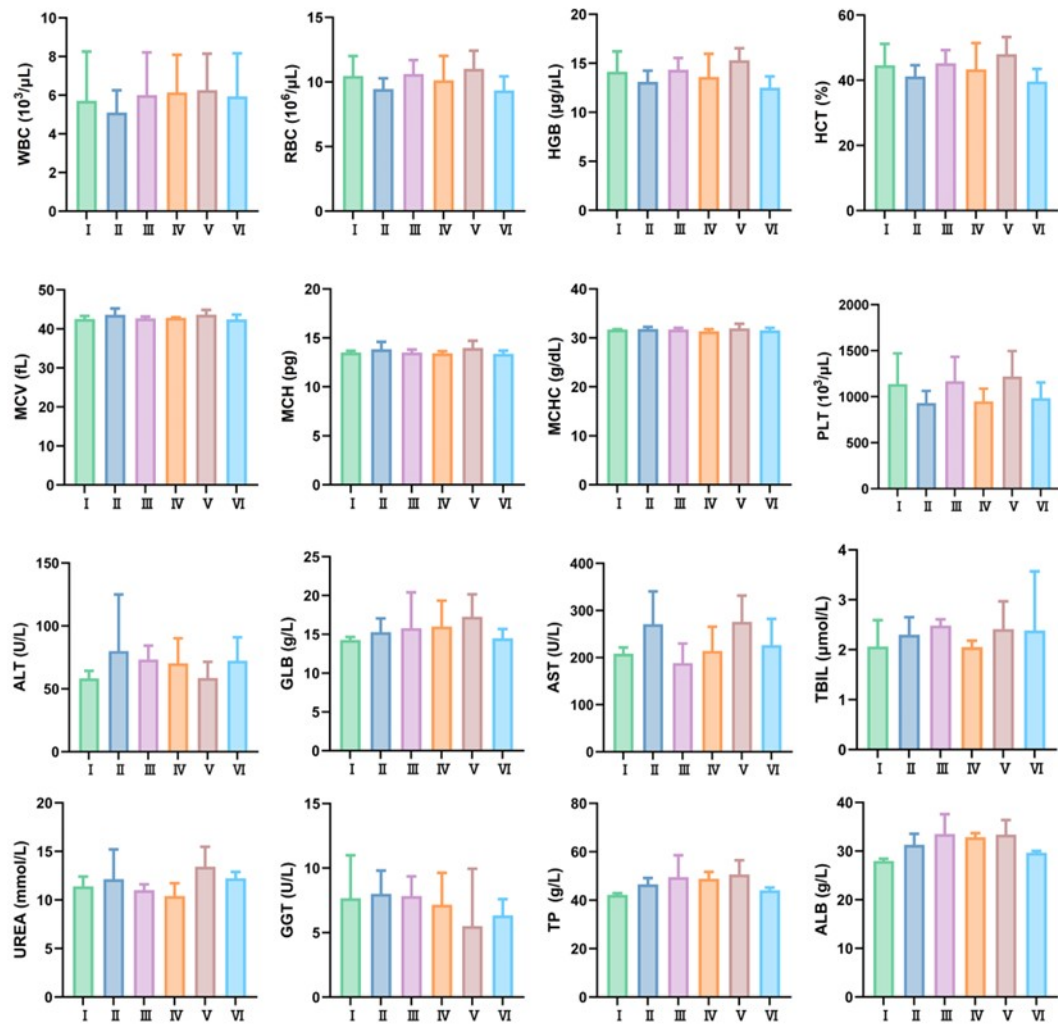 WBC (10³/μL)
10
8
6
4
2
0
I II III IV V VI
RBC (10⁶/μL)
15
10
5
0
I II III IV V VI
HGB (μg/μL)
20
15
10
5
0
I II III IV V VI
HCT (%)
60
40
20
0
I II III IV V VI
MCV (fL)
50
40
30
20
10
0
I II III IV V VI
MCH (pg)
20
15
10
5
0
I II III IV V VI
MCHC (g/dL)
40
30
20
10
0
I II III IV V VI
PLT (10³/μL)
2000
1500
1000
500
0
I II III IV V VI
ALT (U/L)
150
100
50
0
I II III IV V VI
GLB (g/L)
25
20
15
10
5
0
I II III IV V VI
AST (U/L)
400
300
200
100
0
I II III IV V VI
TBIL (μmol/L)
4
3
2
1
0
I II III IV V VI
UREA (mmol/L)
20
15
10
5
0
I II III IV V VI
GGT (U/L)
15
10
5
0
I II III IV V VI
TP (g/L)
80
60
40
20
0
I II III IV V VI
ALB (g/L)
40
30
20
10
0
I II III IV V VI